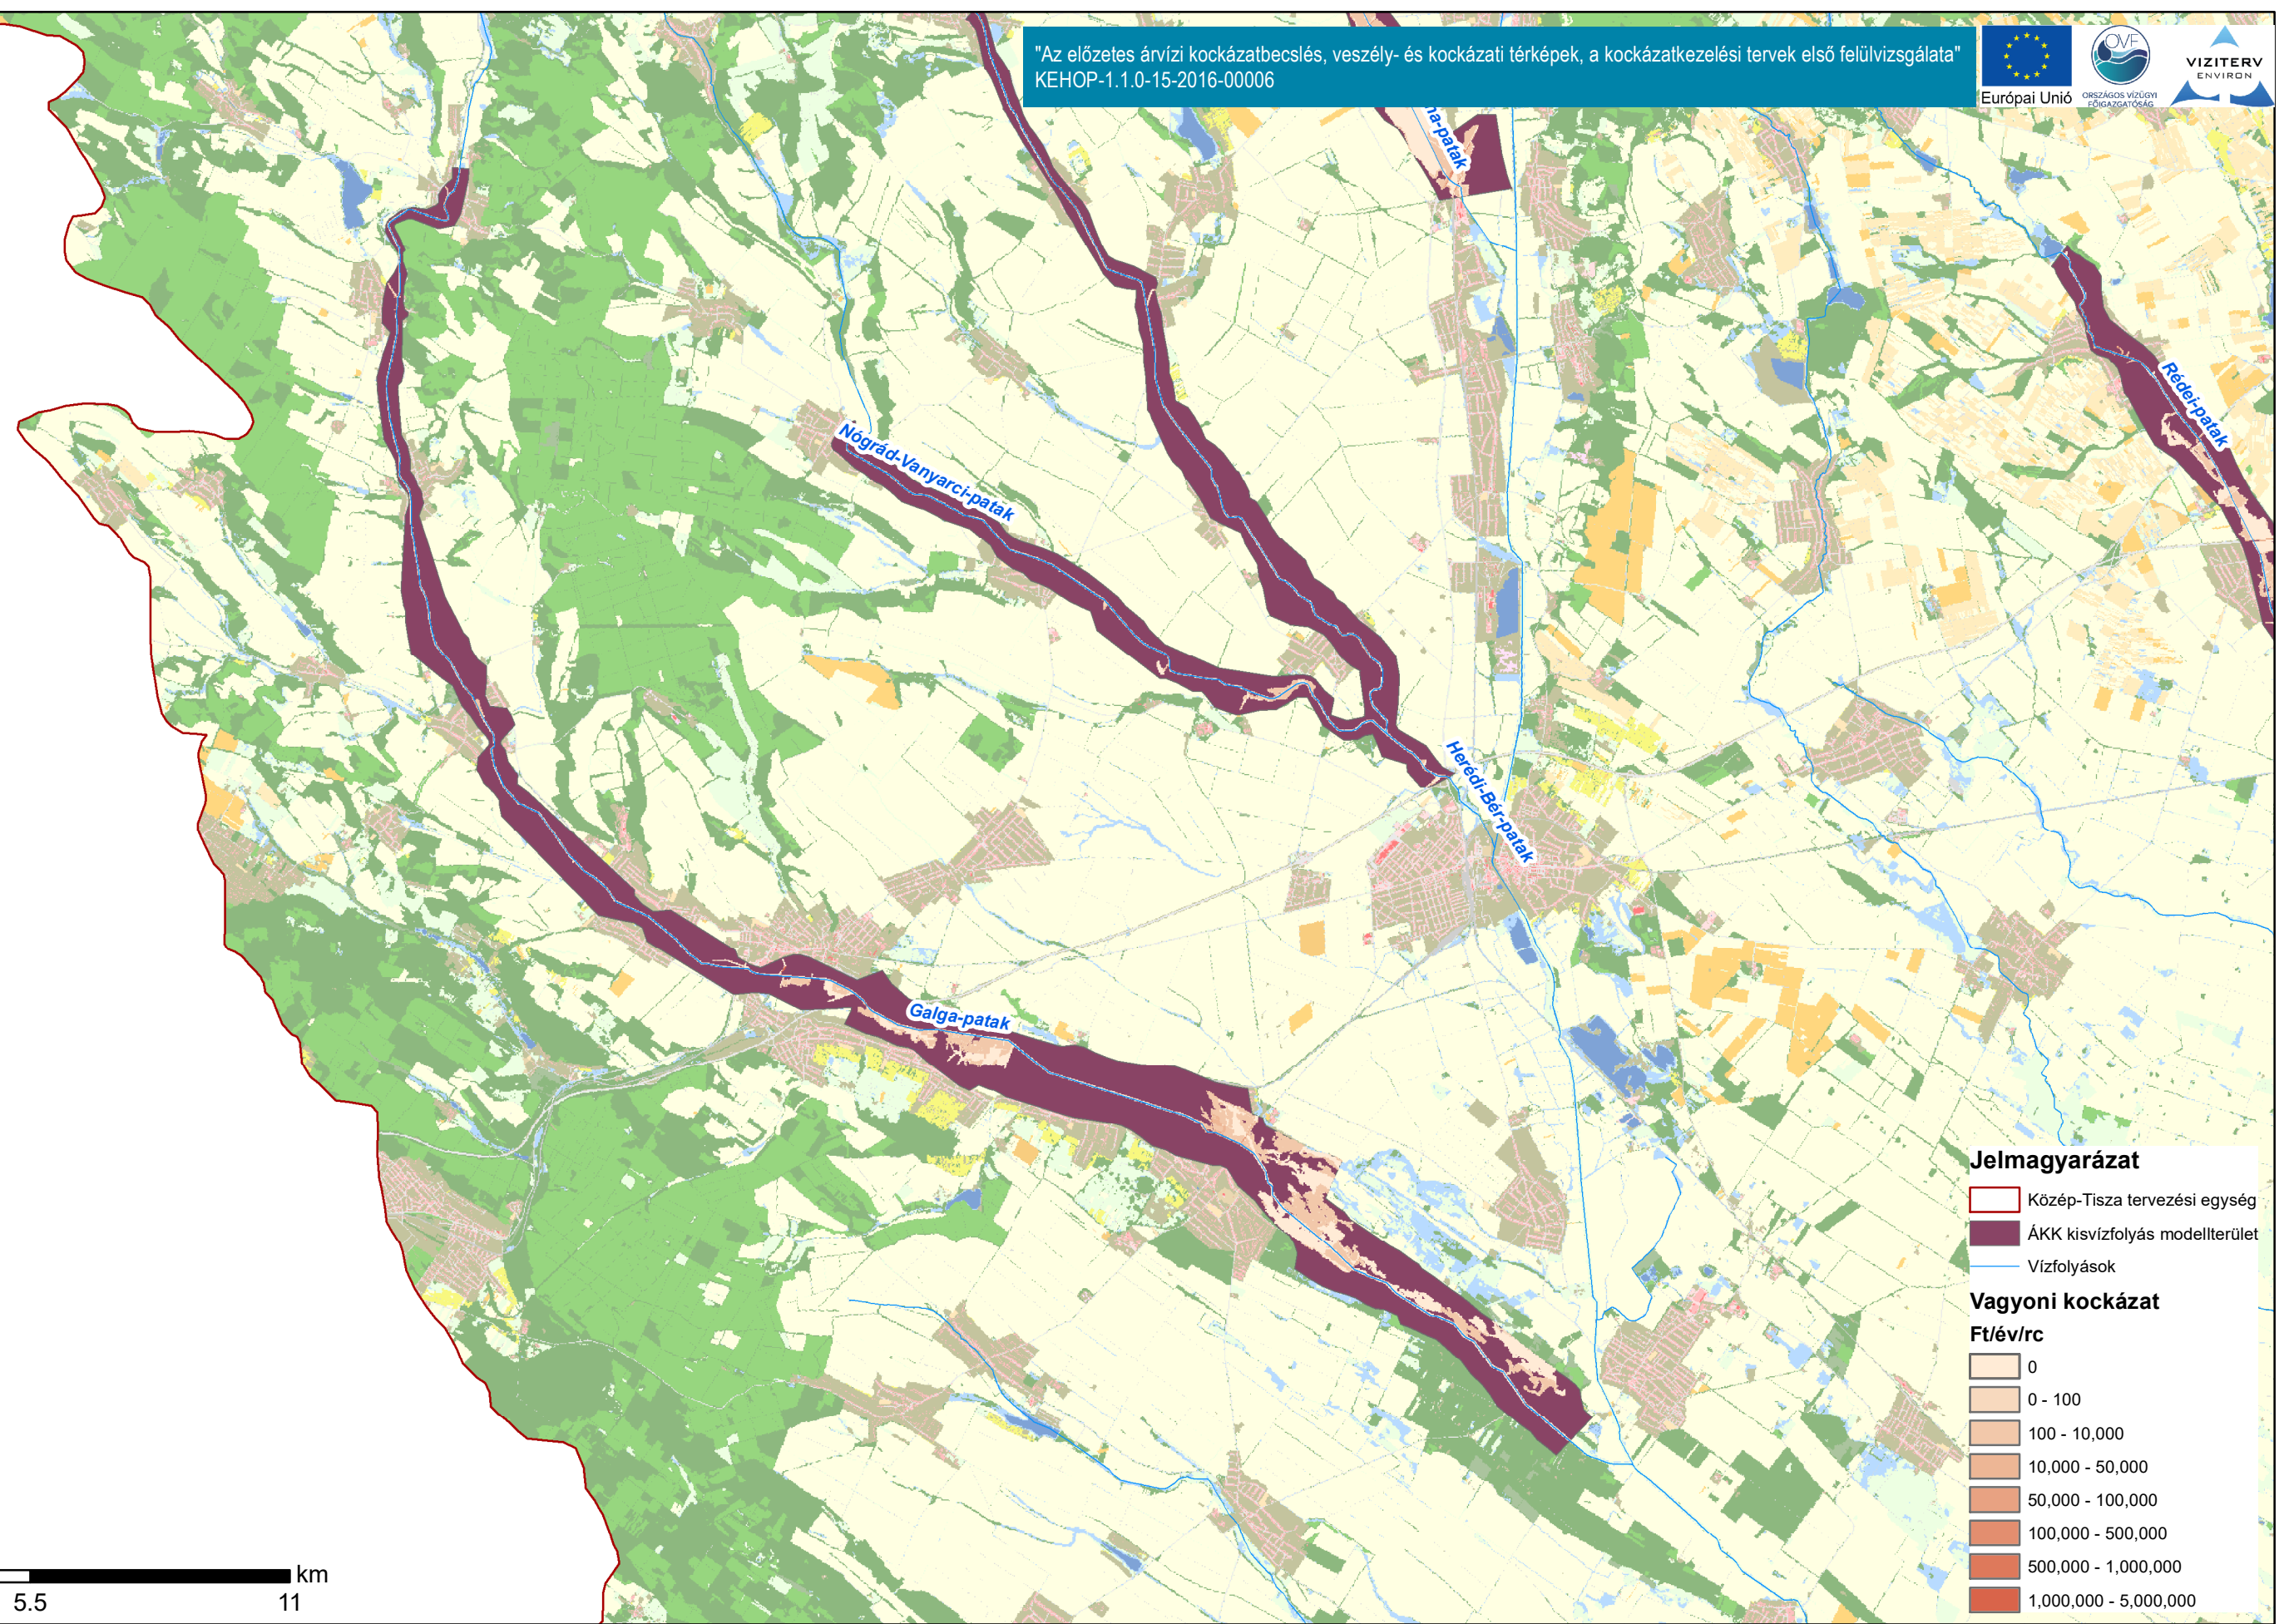 "Az előzetes árvízi kockázatbecslés, veszély- és kockázati térképek, a kockázatkezelési tervek első felülvizsgálata"
KEHOP-1.1.0-15-2016-00006
Európai Unió
OVF
ORSZÁGOS VÍZÜGYI
FŐIGAZGATÓSÁG
VIZITERV
ENVIRON
na-patak
Rédei-patak
Nógrád-Vanyarci-patak
Herédi-Bér-patak
Galga-patak
Jelmagyarázat
Közép-Tisza tervezési egység
ÁKK kisvízfolyás modellterület
Vízfolyások
Vagyoni kockázat
Ft/év/rc
0
0 - 100
100 - 10,000
10,000 - 50,000
50,000 - 100,000
100,000 - 500,000
500,000 - 1,000,000
1,000,000 - 5,000,000
km
5.5
11